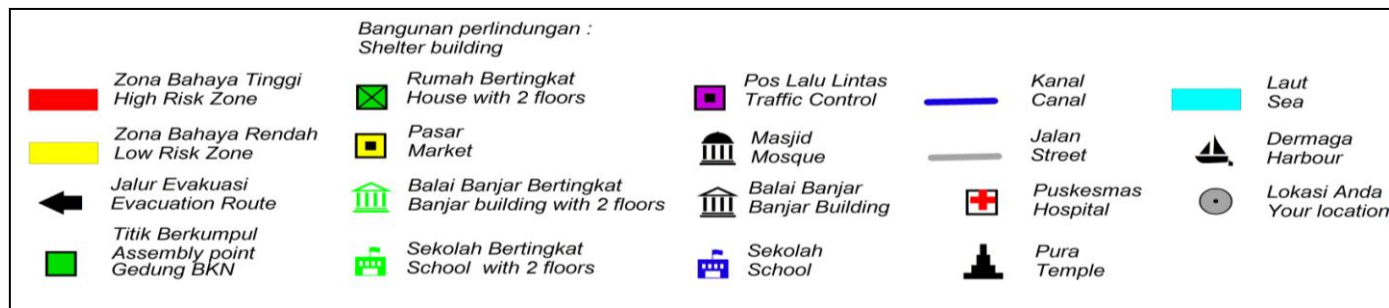 Bangunan perlindungan :
Shelter building
Zona Bahaya Tinggi
High Risk Zone
Rumah Bertingkat
House with 2 floors
Pos Lalu Lintas
Traffic Control
Kanal
Canal
Laut
Sea
Zona Bahaya Rendah
Low Risk Zone
Pasar
Market
Masjid
Mosque
Jalan
Street
Dermaga
Harbour
Jalur Evakuasi
Evacuation Route
Balai Banjar Bertingkat
Banjar building with 2 floors
Balai Banjar
Banjar Building
Puskesmas
Hospital
Lokasi Anda
Your location
Titik Berkumpul
Assembly point
Gedung BKN
Sekolah Bertingkat
School with 2 floors
Sekolah
School
Pura
Temple